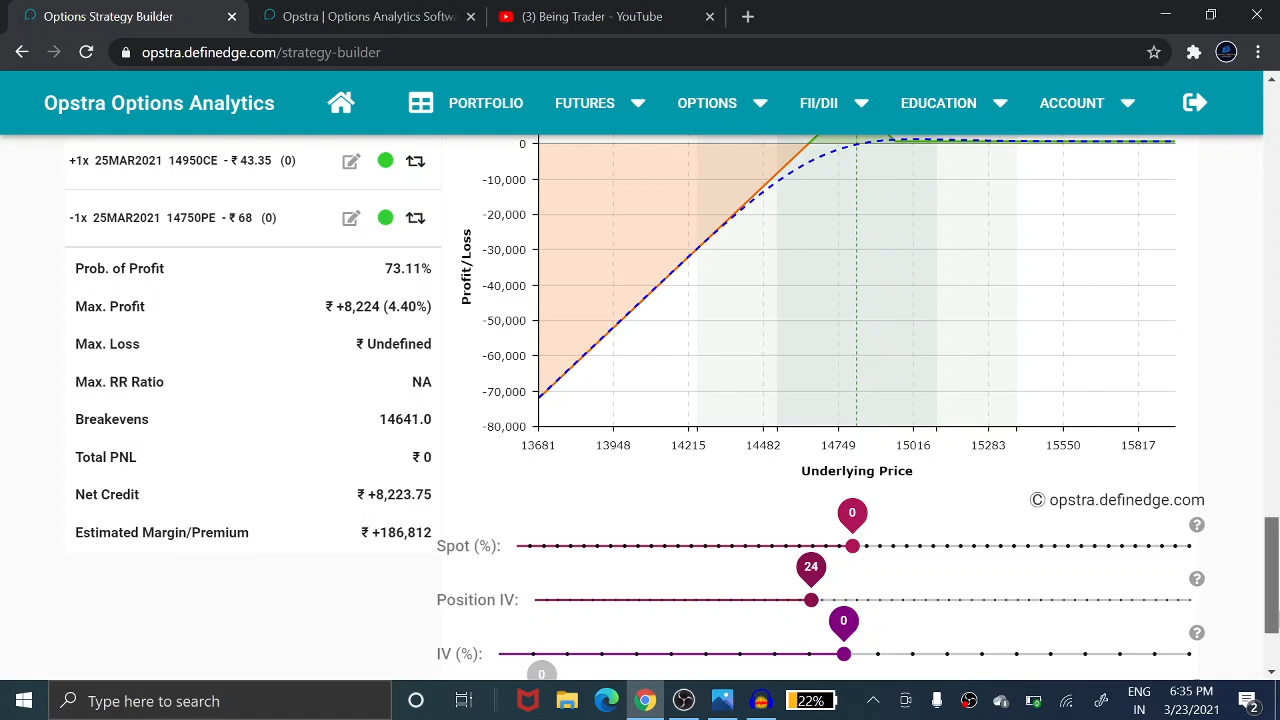 Options Strategy Builder
Opstra | Options Analytics Softw
(3) Being Trader - YouTube
opstra.definedge.com/strategy-builder
Opstra Options Analytics
PORTFOLIO
FUTURES
OPTIONS
FII/DII
EDUCATION
ACCOUNT
+1x 25MAR2021 14950CE - ₹ 43.35 (0)
-1x 25MAR2021 14750PE - ₹ 68 (0)
Prob. of Profit 73.11%
Max. Profit ₹ +8,224 (4.40%)
Max. Loss ₹ Undefined
Max. RR Ratio NA
Breakevens 14641.0
Total PNL ₹ 0
Net Credit ₹ +8,223.75
Estimated Margin/Premium ₹ +186,812
Profit/Loss
0
-10,000
-20,000
-30,000
-40,000
-50,000
-60,000
-70,000
-80,000
13681 13948 14215 14482 14749 15016 15283 15550 15817
Underlying Price
© opstra.definedge.com
0
?
Spot (%):
24
?
Position IV:
0
?
IV (%):
0
Type here to search
22%
ENG
IN
6:35 PM
3/23/2021
2